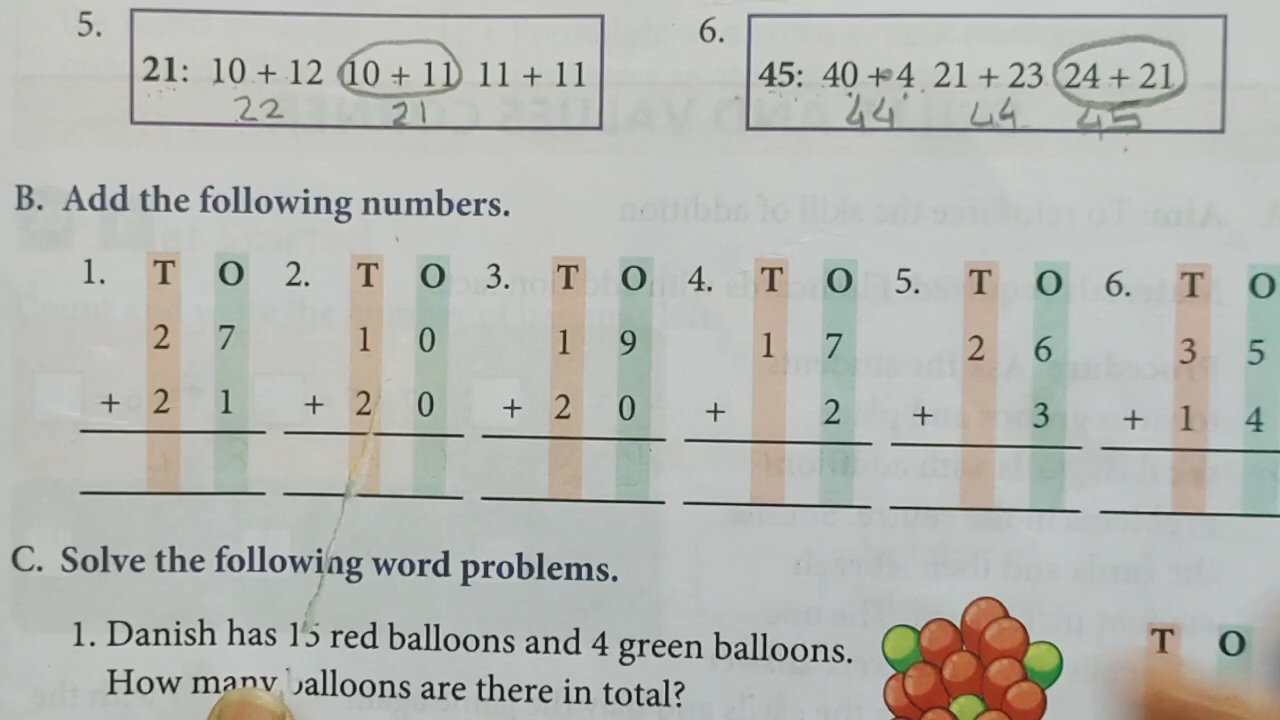 5.
21: 10 + 12 10 + 11 11 + 11
22 21
6.
45: 40 + 4 21 + 23 24 + 21
44 44 45
B. Add the following numbers.
1. T O 2. T O 3. T O 4. T O 5. T O 6. T O
2 7 1 0 1 9 1 7 2 6 3 5
+ 2 1 + 2 0 + 2 0 + 2 + 3 + 1 4
C. Solve the following word problems.
1. Danish has 15 red balloons and 4 green balloons.
How many balloons are there in total?
T O